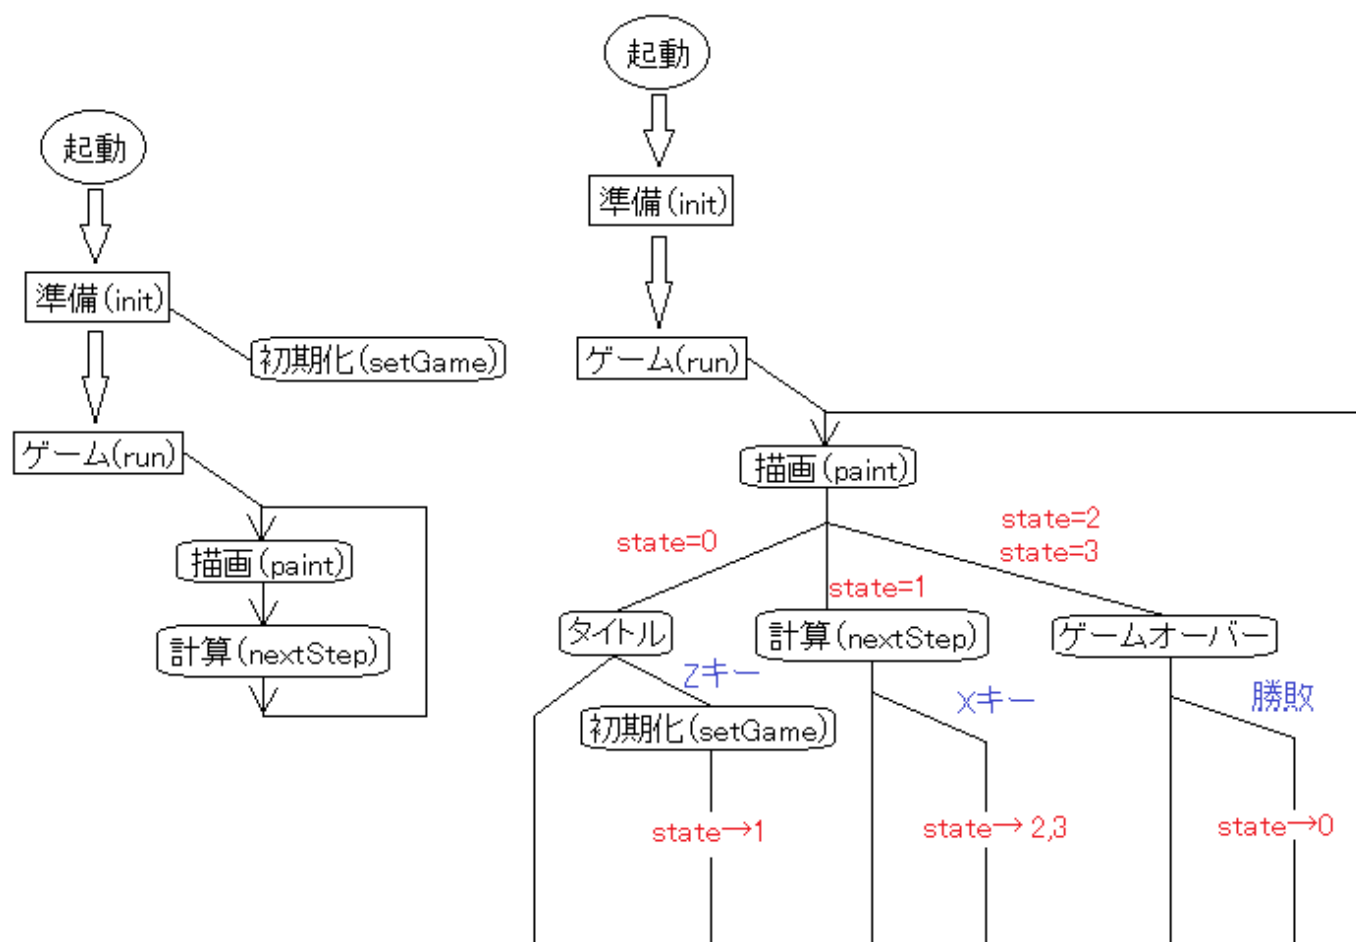 起動
準備(init)
初期化(setGame)
ゲーム(run)
描画(paint)
計算(nextStep)
起動
準備(init)
ゲーム(run)
描画(paint)
state=0
state=1
state=2
state=3
タイトル
計算(nextStep)
ゲームオーバー
Zキー
Xキー
勝敗
初期化(setGame)
state→1
state→2,3
state→0